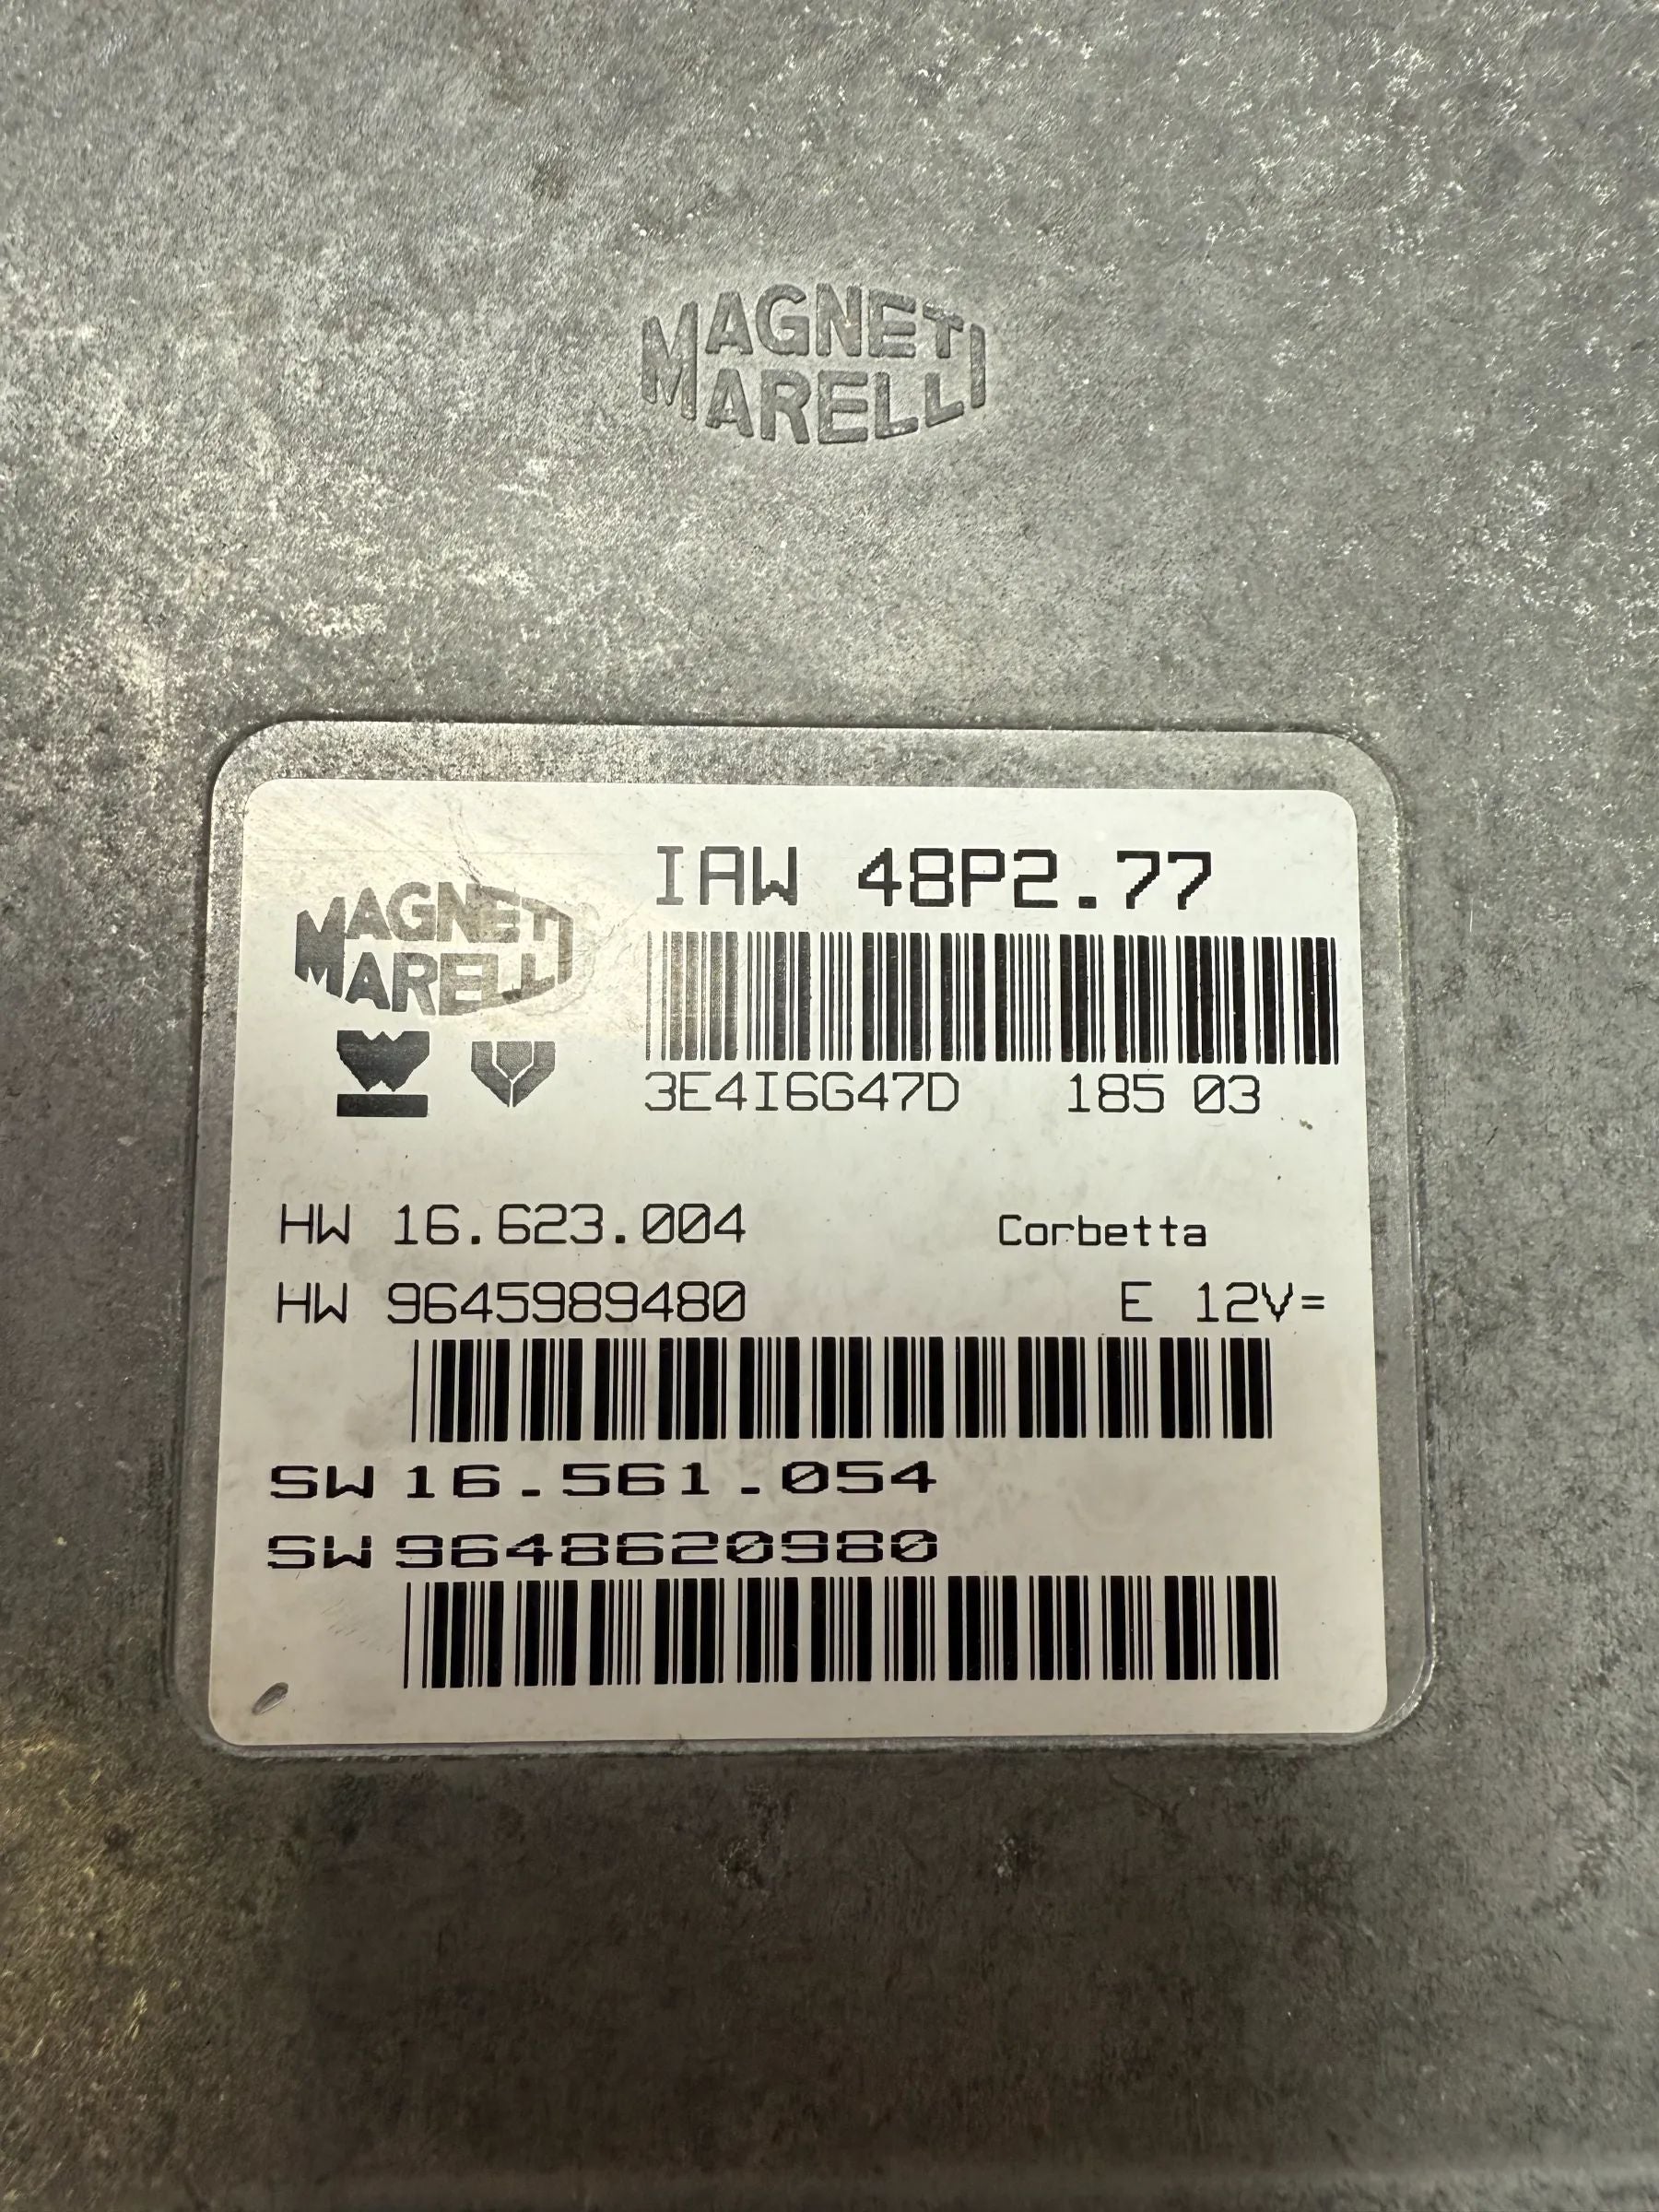 MAGNETI
MARELLI
IAW 48P2.77
MAGNETI
MARELLI
3E4I6G47D 185 03
HW 16.623.004 Corbetta
HW 9645989480 E 12V=
SW 16.561.054
SW 9648620980